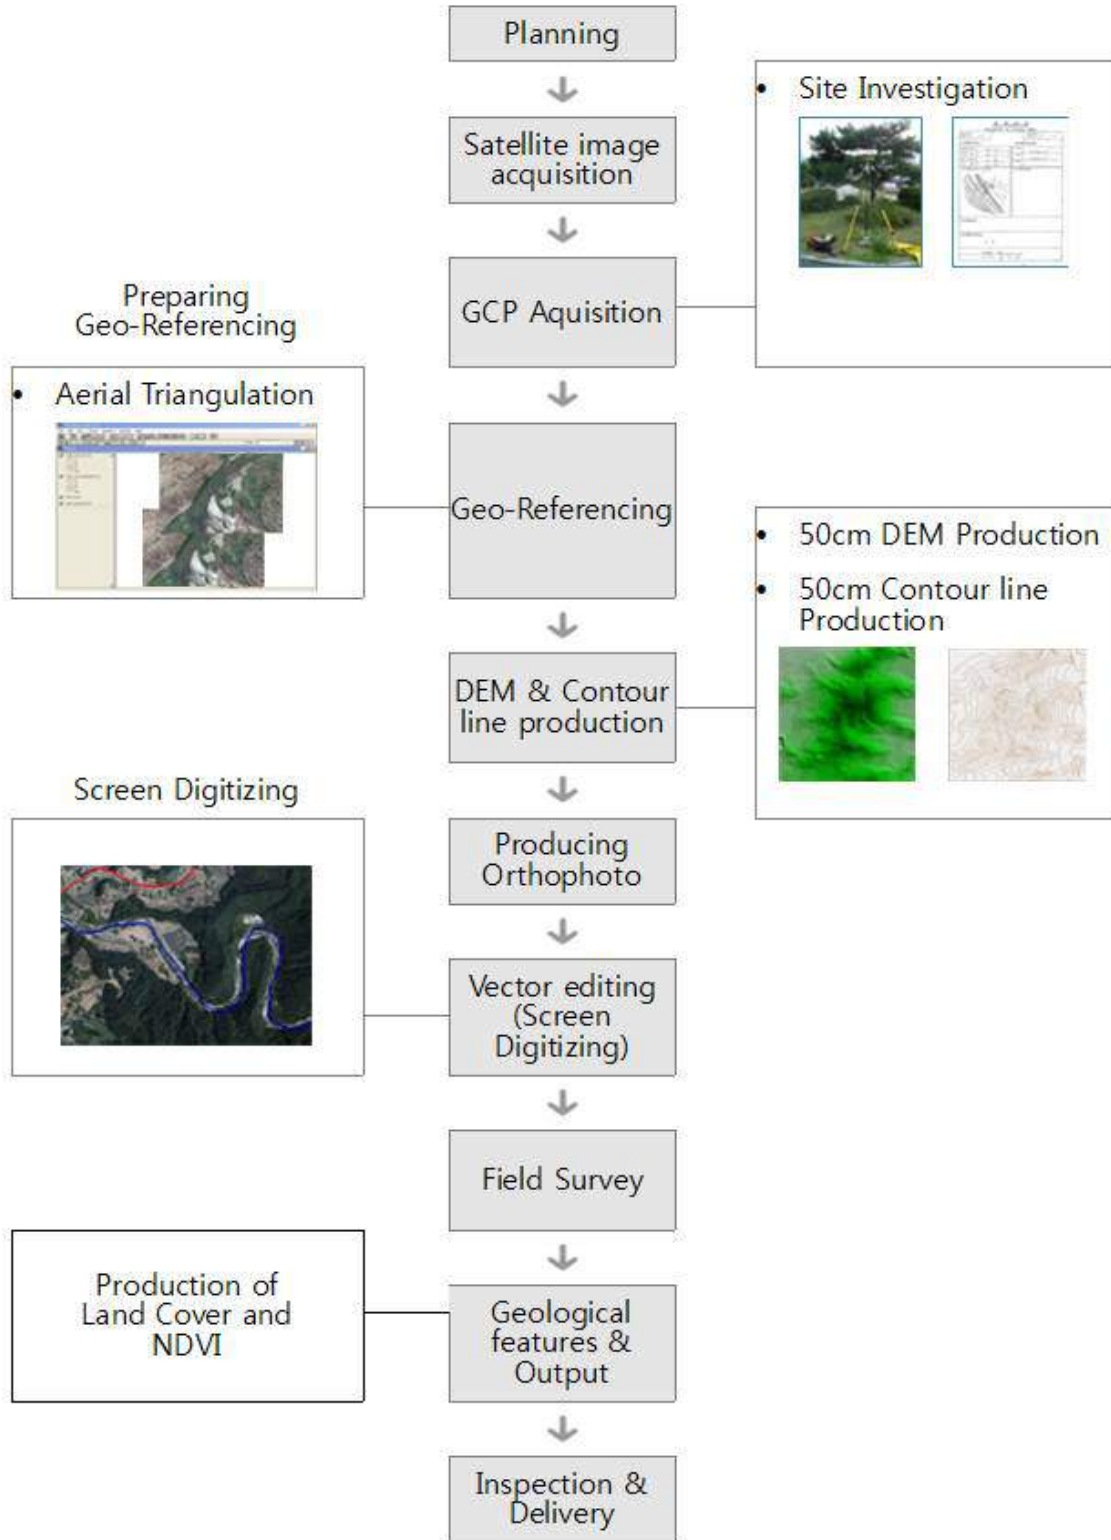 Planning
• Site Investigation
Satellite image
acquisition
GCP Aquisition
Preparing
Geo-Referencing
• Aerial Triangulation
Geo-Referencing
• 50cm DEM Production
• 50cm Contour line
Production
DEM & Contour
line production
Screen Digitizing
Producing
Orthophoto
Vector editing
(Screen
Digitizing)
Field Survey
Production of
Land Cover and
NDVI
Geological
features &
Output
Inspection &
Delivery